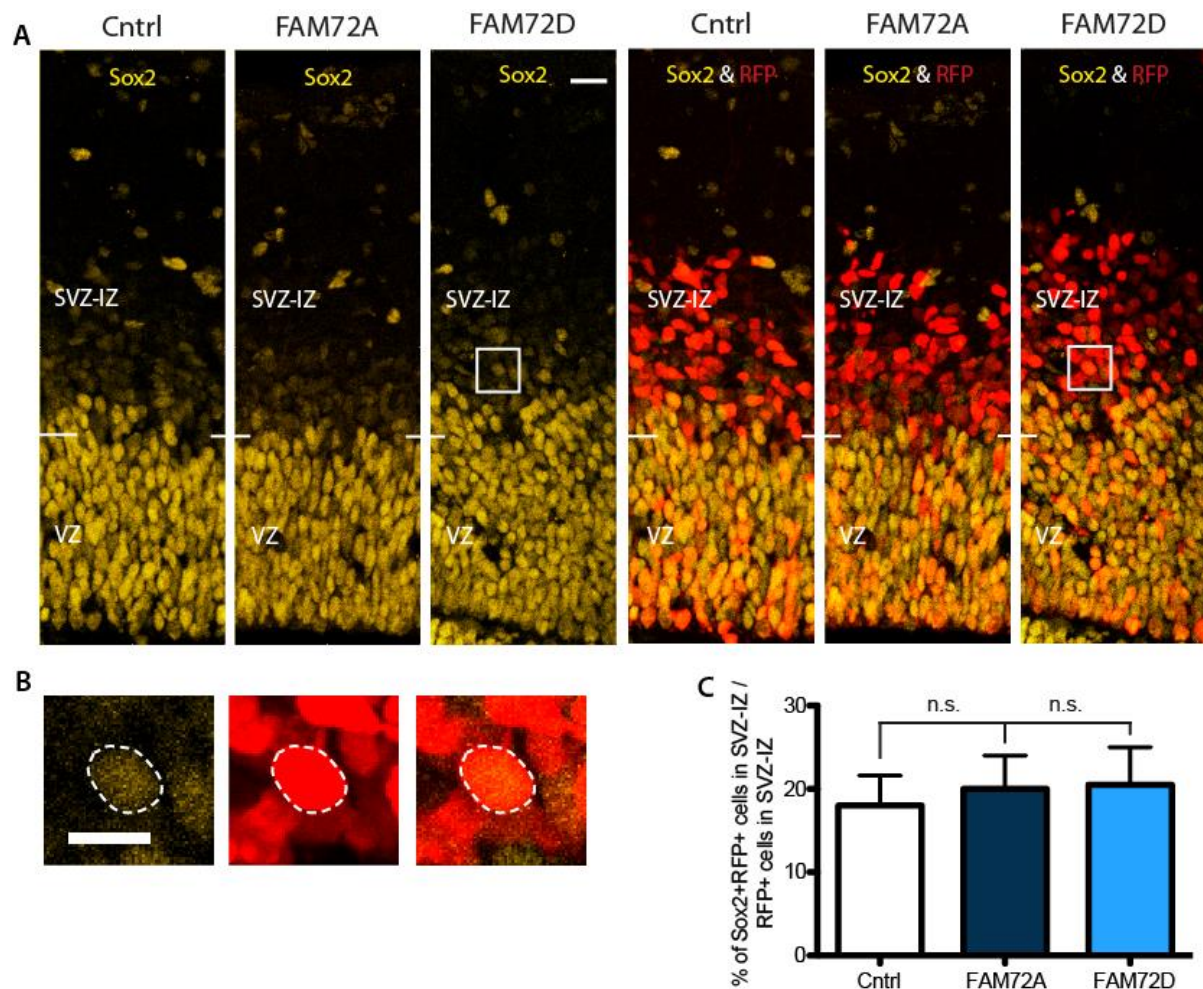 A
Cntrl FAM72A FAM72D Cntrl FAM72A FAM72D
Sox2 Sox2 Sox2 Sox2 & RFP Sox2 & RFP Sox2 & RFP
SVZ-IZ SVZ-IZ SVZ-IZ SVZ-IZ SVZ-IZ SVZ-IZ
VZ VZ VZ VZ VZ VZ
B
C
% of Sox2+RFP+ cells in SVZ-IZ /
RFP+ cells in SVZ-IZ
30
20
10
0
n.s. n.s.
Cntrl FAM72A FAM72D